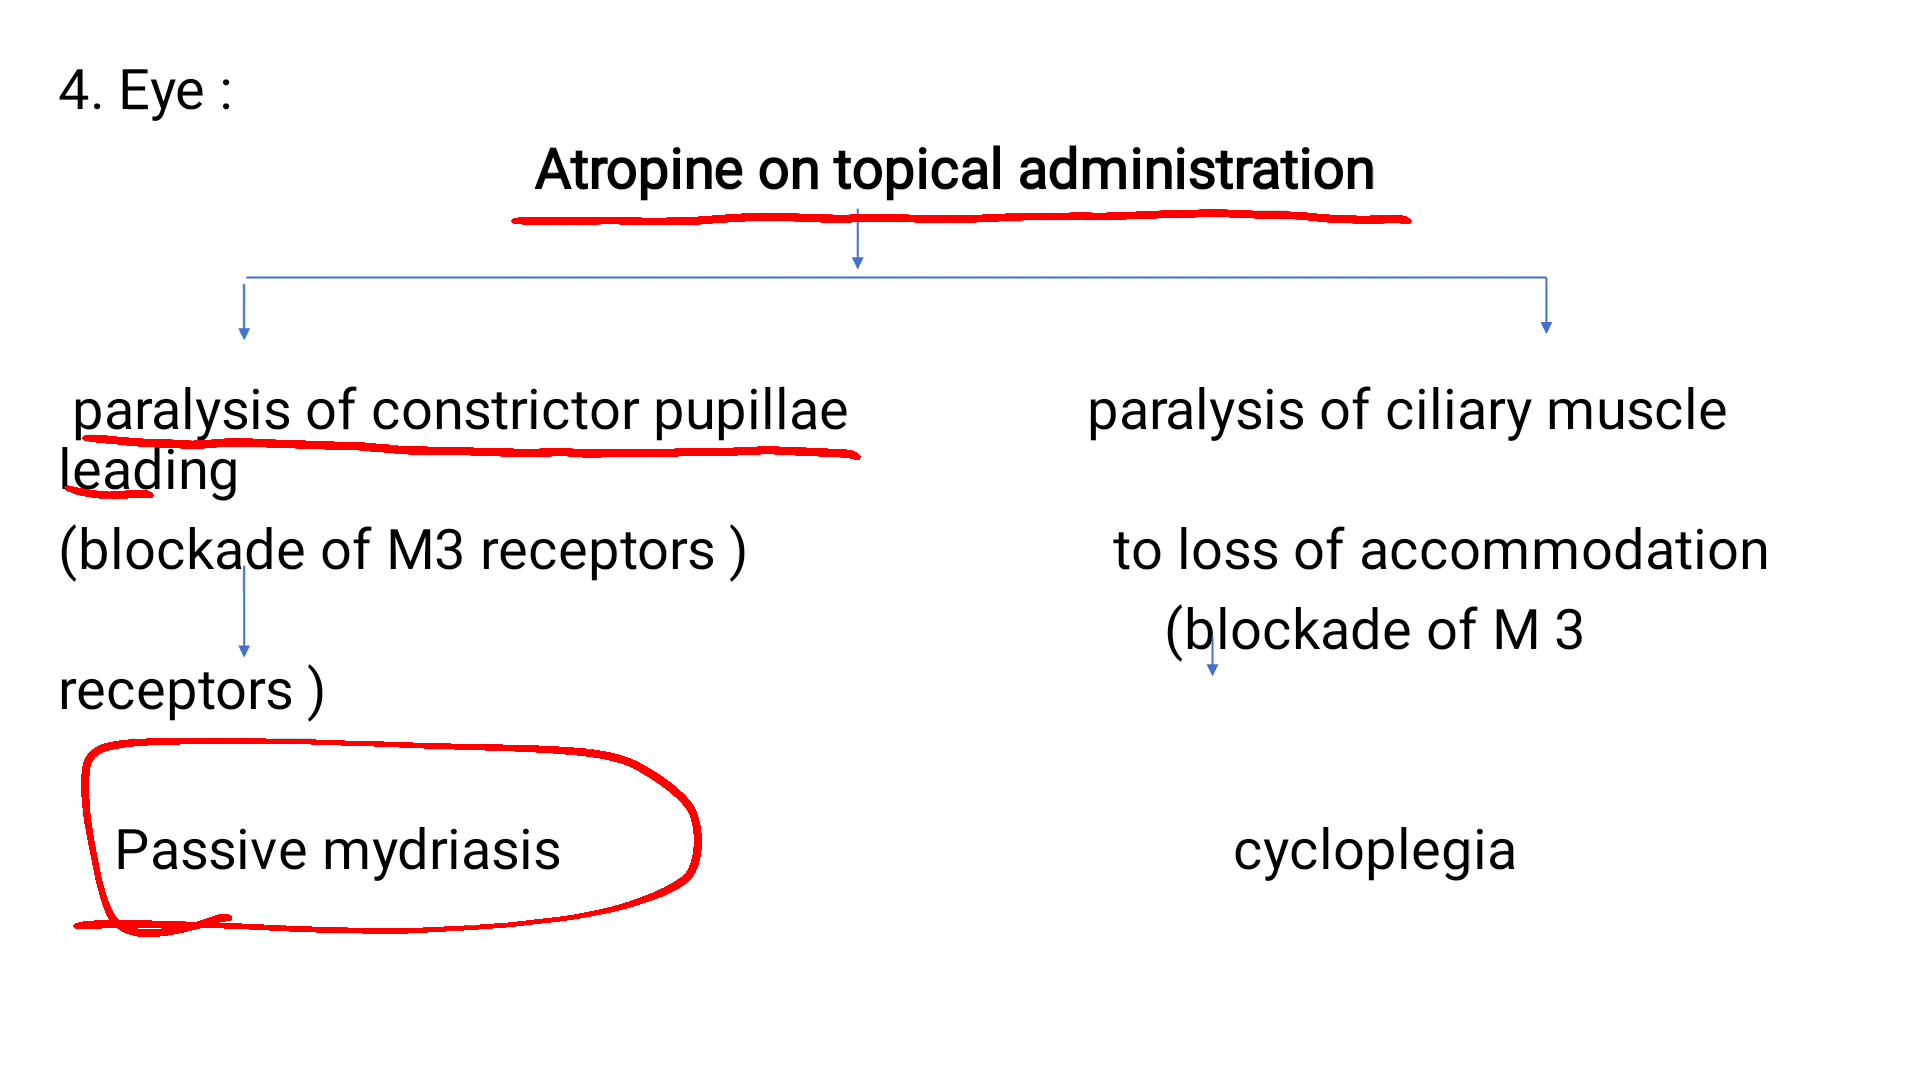 4. Eye :
Atropine on topical administration
paralysis of constrictor pupillae paralysis of ciliary muscle
leading
(blockade of M3 receptors ) to loss of accommodation
(blockade of M 3
receptors )
Passive mydriasis cycloplegia